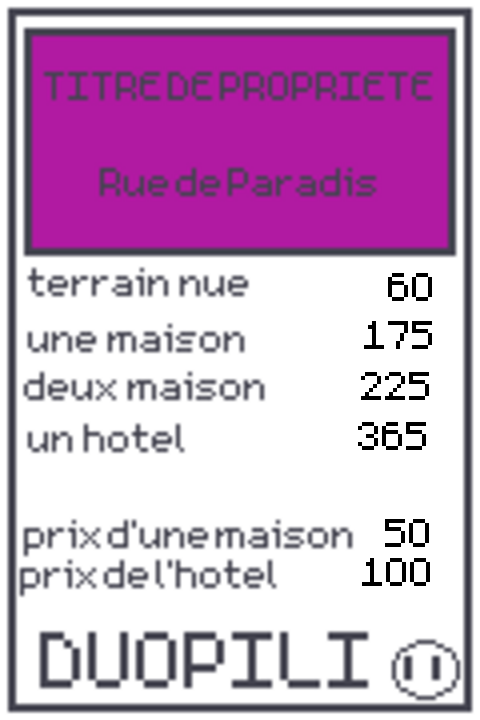 TITRE DE PROPRIETE
Rue de Paradis
terrain nue 60
une maison 175
deux maison 225
un hotel 365
prix d'une maison 50
prix de l'hotel 100
DUOPILI